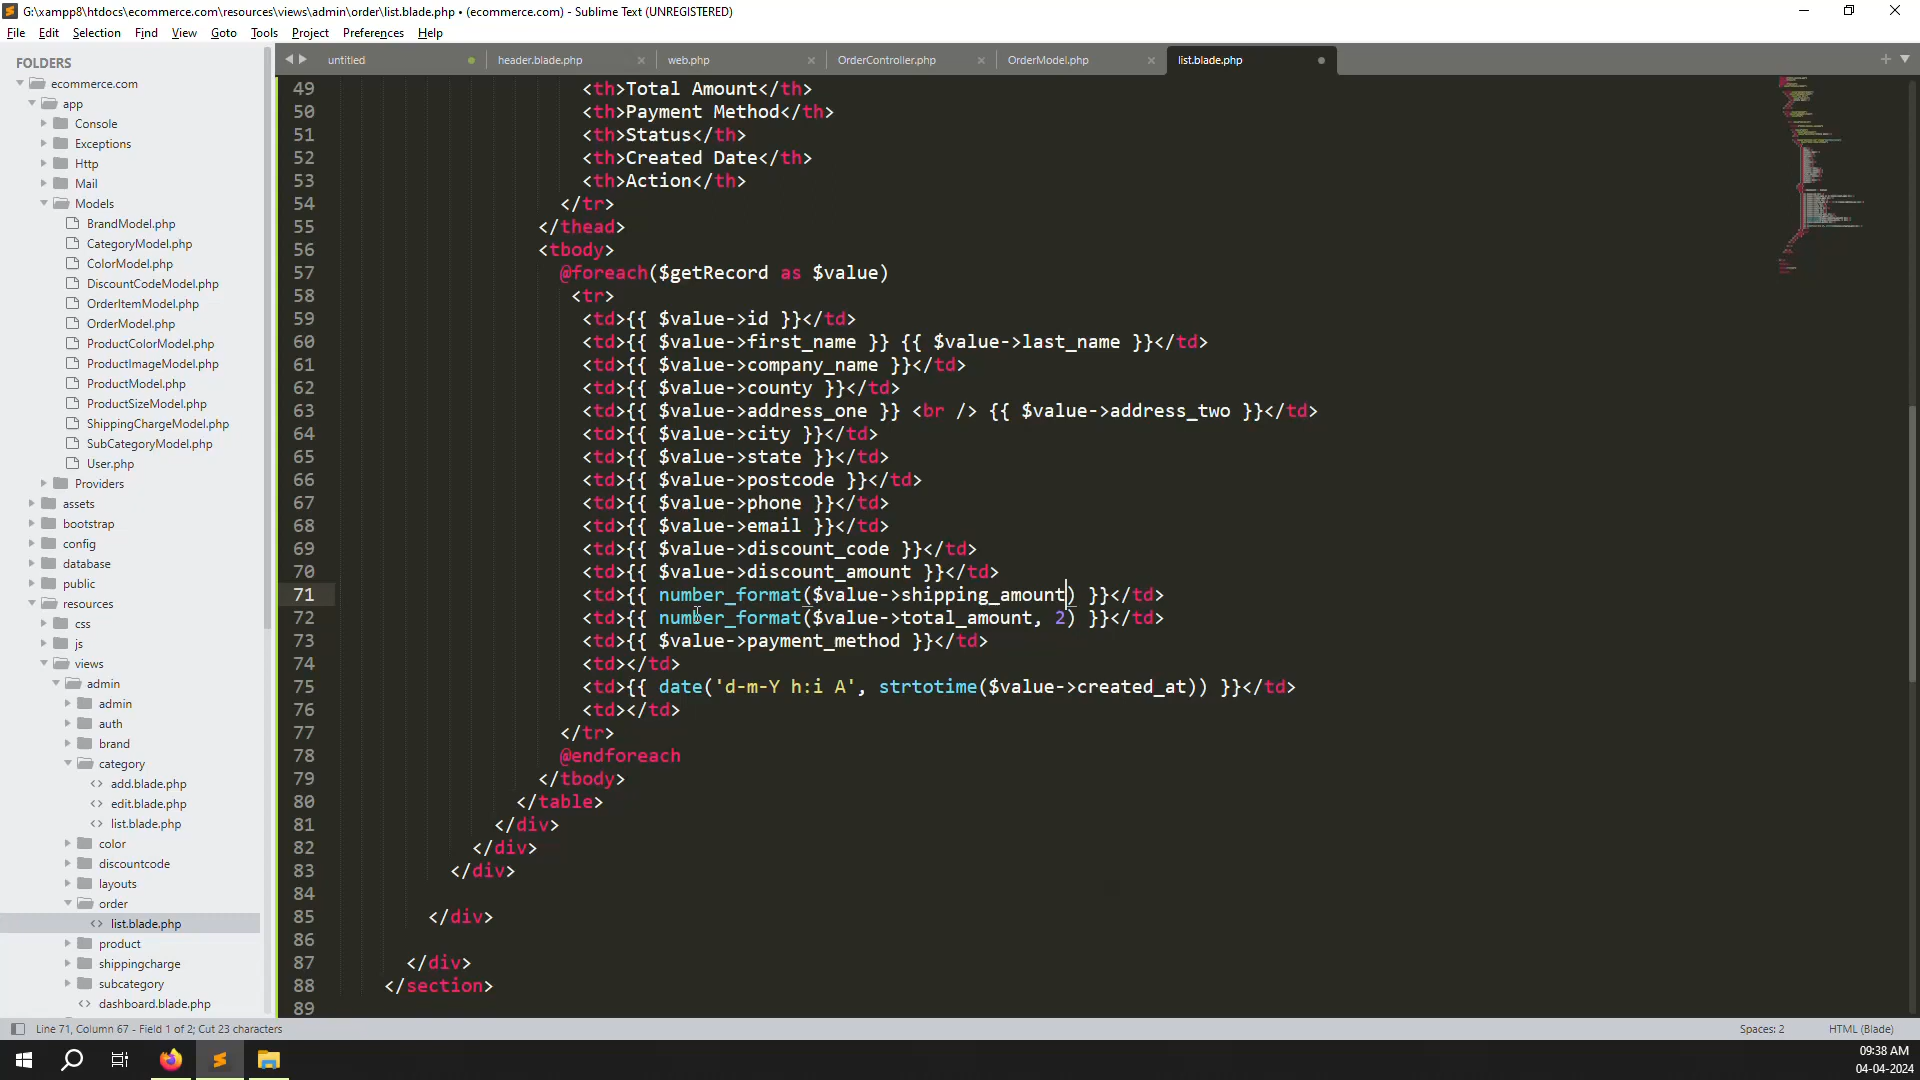 G:\xampp8\htdocs\ecommerce.com\resources\views\admin\order\list.blade.php • (ecommerce.com) - Sublime Text (UNREGISTERED)
File Edit Selection Find View Goto Tools Project Preferences Help
FOLDERS
ecommerce.com
app
Console
Exceptions
Http
Mail
Models
BrandModel.php
CategoryModel.php
ColorModel.php
DiscountCodeModel.php
OrderItemModel.php
OrderModel.php
ProductColorModel.php
ProductImageModel.php
ProductModel.php
ProductSizeModel.php
ShippingChargeModel.php
SubCategoryModel.php
User.php
Providers
assets
bootstrap
config
database
public
resources
css
js
views
admin
admin
auth
brand
category
add.blade.php
edit.blade.php
list.blade.php
color
discountcode
layouts
order
list.blade.php
product
shippingcharge
subcategory
dashboard.blade.php
untitled header.blade.php web.php OrderController.php OrderModel.php list.blade.php
49 <th>Total Amount</th>
50 <th>Payment Method</th>
51 <th>Status</th>
52 <th>Created Date</th>
53 <th>Action</th>
54 </tr>
55 </thead>
56 <tbody>
57 @foreach($getRecord as $value)
58 <tr>
59 <td>{{ $value->id }}</td>
60 <td>{{ $value->first_name }} {{ $value->last_name }}</td>
61 <td>{{ $value->company_name }}</td>
62 <td>{{ $value->county }}</td>
63 <td>{{ $value->address_one }} <br /> {{ $value->address_two }}</td>
64 <td>{{ $value->city }}</td>
65 <td>{{ $value->state }}</td>
66 <td>{{ $value->postcode }}</td>
67 <td>{{ $value->phone }}</td>
68 <td>{{ $value->email }}</td>
69 <td>{{ $value->discount_code }}</td>
70 <td>{{ $value->discount_amount }}</td>
71 <td>{{ number_format($value->shipping_amount) }}</td>
72 <td>{{ number_format($value->total_amount, 2) }}</td>
73 <td>{{ $value->payment_method }}</td>
74 <td></td>
75 <td>{{ date('d-m-Y h:i A', strtotime($value->created_at)) }}</td>
76 <td></td>
77 </tr>
78 @endforeach
79 </tbody>
80 </table>
81 </div>
82 </div>
83 </div>
84
85 </div>
86
87 </div>
88 </section>
89
Line 71, Column 67 - Field 1 of 2; Cut 23 characters
Spaces: 2
HTML (Blade)
09:38 AM
04-04-2024